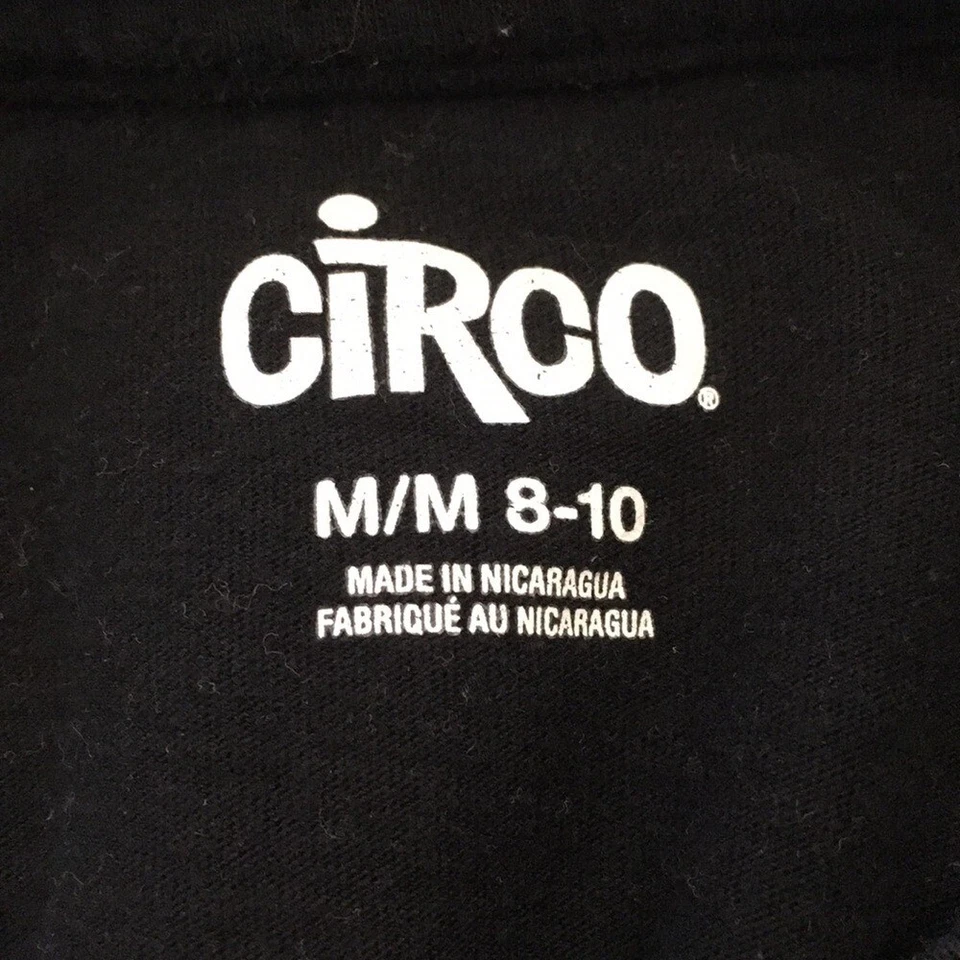 CiRCO®
M/M 8-10
MADE IN NICARAGUA
FABRIQUÉ AU NICARAGUA